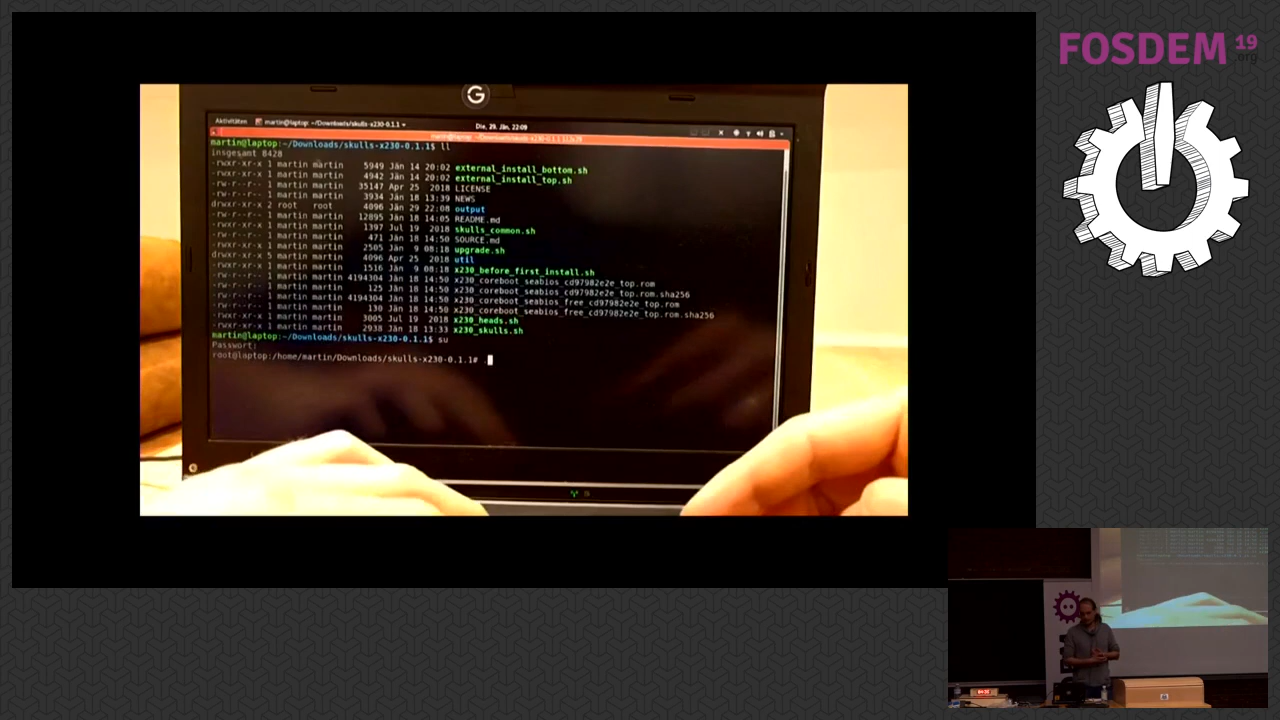 FOSDEM 19
.org
G
Aktivitäten martin@laptop: ~/Downloads/skulls-x230-0.1.1 Die, 29. Jän, 22:09
martin@laptop:~/Downloads/skulls-x230-0.1.1$ ll
insgesamt 8428
-rwxr-xr-x 1 martin martin 5949 Jän 14 20:02 external_install_bottom.sh
-rwxr-xr-x 1 martin martin 4942 Jän 14 20:02 external_install_top.sh
-rw-r--r-- 1 martin martin 35147 Apr 25 2018 LICENSE
-rw-r--r-- 1 martin martin 3934 Jän 18 13:39 NEWS
drwxr-xr-x 2 root root 4096 Jän 29 22:08 output
-rw-r--r-- 1 martin martin 12895 Jän 18 14:05 README.md
-rwxr-xr-x 1 martin martin 1397 Jul 19 2018 skulls_common.sh
-rw-r--r-- 1 martin martin 471 Jän 18 14:50 SOURCE.md
-rwxr-xr-x 1 martin martin 2505 Jän 9 08:18 upgrade.sh
drwxr-xr-x 5 martin martin 4096 Apr 25 2018 util
-rwxr-xr-x 1 martin martin 1516 Jän 9 08:18 x230_before_first_install.sh
-rw-r--r-- 1 martin martin 4194304 Jän 18 14:50 x230_coreboot_seabios_cd97982e2e_top.rom
-rw-r--r-- 1 martin martin 125 Jän 18 14:50 x230_coreboot_seabios_cd97982e2e_top.rom.sha256
-rw-r--r-- 1 martin martin 4194304 Jän 18 14:50 x230_coreboot_seabios_free_cd97982e2e_top.rom
-rw-r--r-- 1 martin martin 130 Jän 18 14:50 x230_coreboot_seabios_free_cd97982e2e_top.rom.sha256
-rwxr-xr-x 1 martin martin 3005 Jul 19 2018 x230_heads.sh
-rwxr-xr-x 1 martin martin 2938 Jän 18 13:33 x230_skulls.sh
martin@laptop:~/Downloads/skulls-x230-0.1.1$ su
Passwort:
root@laptop:/home/martin/Downloads/skulls-x230-0.1.1# .